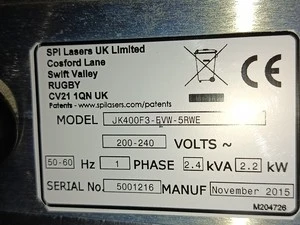 SPI Lasers UK Limited
Cosford Lane
Swift Valley
RUGBY
CV21 1QN UK
Patents - www.spilasers.com/patents
MODEL JK400F3-EVW-5RWE
200-240 VOLTS ~
50-60 Hz 1 PHASE 2.4 kVA 2.2 kW
SERIAL No. 5001216 MANUF November 2015
M204726